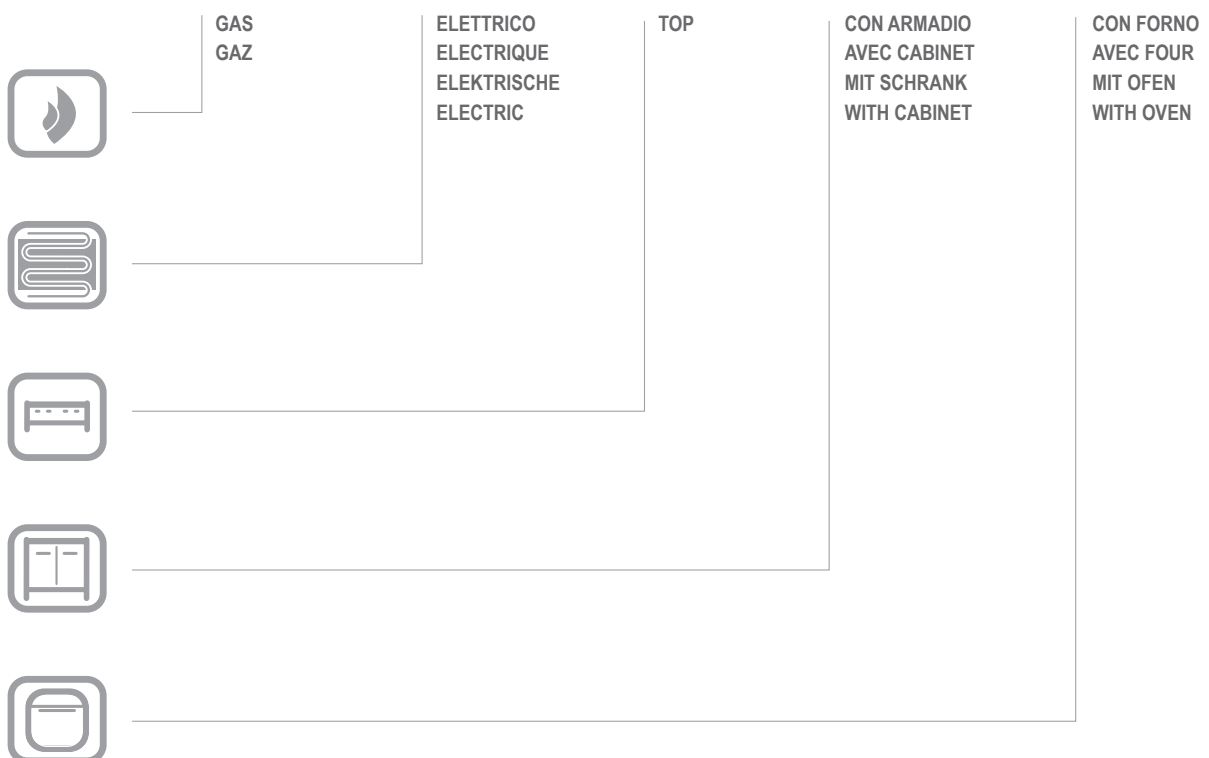 GAS
GAZ
ELETTRICO
ELECTRIQUE
ELEKTRISCHE
ELECTRIC
TOP
CON ARMADIO
AVEC CABINET
MIT SCHRANK
WITH CABINET
CON FORNO
AVEC FOUR
MIT OFEN
WITH OVEN